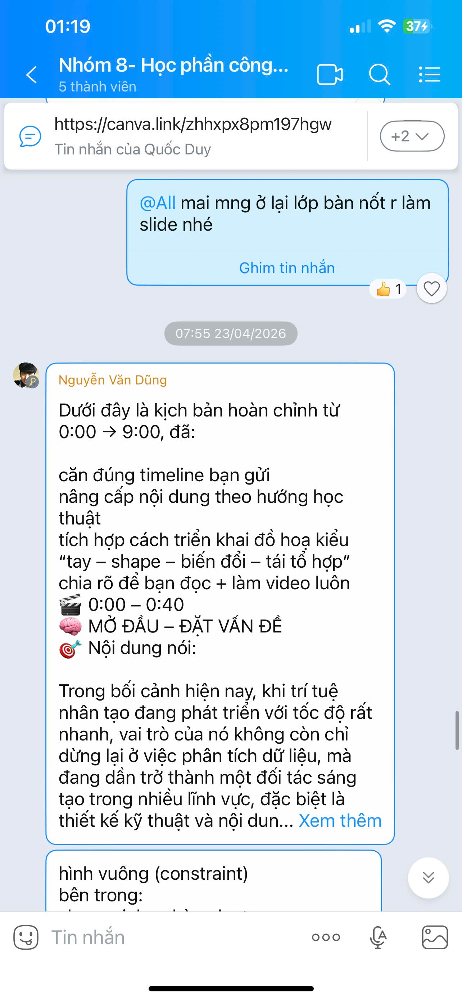 01:19
37
Nhóm 8- Học phần công...
5 thành viên
https://canva.link/zhhxpx8pm197hgw
Tin nhắn của Quốc Duy
+2
@All mai mng ở lại lớp bàn nốt r làm
slide nhé
Ghim tin nhắn
👍 1
07:55 23/04/2026
Nguyễn Văn Dũng
Dưới đây là kịch bản hoàn chỉnh từ
0:00 → 9:00, đã:
căn đúng timeline bạn gửi
nâng cấp nội dung theo hướng học
thuật
tích hợp cách triển khai đồ hoạ kiểu
“tay – shape – biến đổi – tái tổ hợp”
chia rõ để bạn đọc + làm video luôn
🎬 0:00 – 0:40
🧠 MỞ ĐẦU – ĐẶT VẤN ĐỀ
🎯 Nội dung nói:
Trong bối cảnh hiện nay, khi trí tuệ
nhân tạo đang phát triển với tốc độ rất
nhanh, vai trò của nó không còn chỉ
dừng lại ở việc phân tích dữ liệu, mà
đang dần trở thành một đối tác sáng
tạo trong nhiều lĩnh vực, đặc biệt là
thiết kế kỹ thuật và nội dun... Xem thêm
hình vuông (constraint)
bên trong:
Tin nhắn